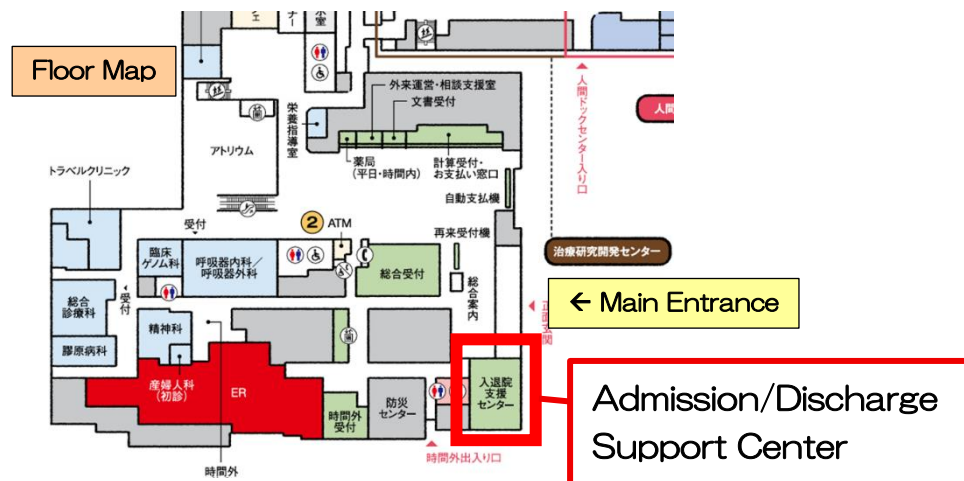 Floor Map
外来運営・相談支援室
文書受付
栄養指導室
薬局
(平日・時間内)
計算受付・
お支払い窓口
自動支払機
再来受付機
総合案内
総合受付
アトリウム
トラベルクリニック
受付
2 ATM
臨床
ゲノム科
呼吸器内科／
呼吸器外科
受付
総合
診療科
膠原病科
精神科
産婦人科
(初診)
ER
時間外
時間外
受付
防災
センター
入退院
支援
センター
時間外出入り口
正面玄関
← Main Entrance
治療研究開発センター
人間ドックセンター入り口
人間
Admission/Discharge
Support Center